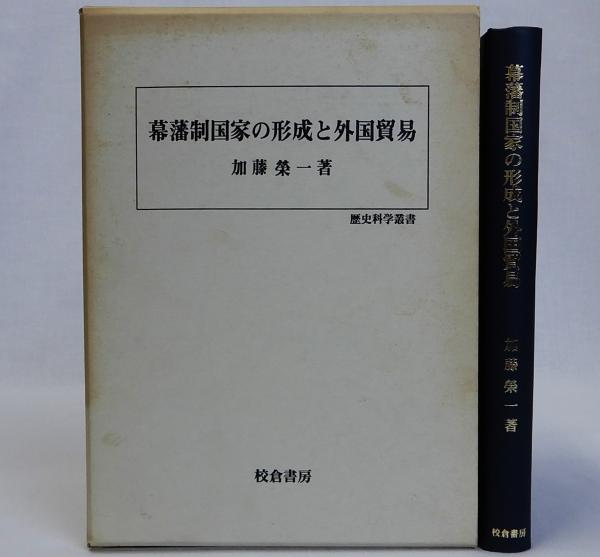 幕藩制国家の形成と外国貿易
加藤榮一著
歴史科学叢書
校倉書房
幕藩制国家の形成と外国貿易
加藤榮一著
校倉書房